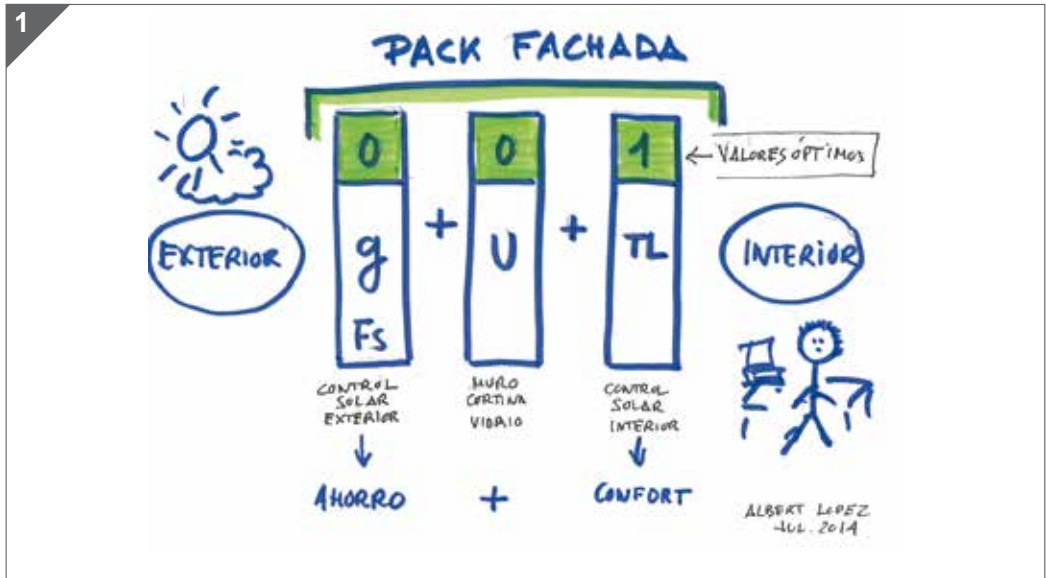 1
PACK FACHADA
0 0 1 ← VALORES ÓPTIMOS
EXTERIOR g + U + TL INTERIOR
Fs
CONTROL SOLAR EXTERIOR
MURO CORTINA VIDRIO
CONTROL SOLAR INTERIOR
↓ ↓
AHORRO + CONFORT
ALBERT LOPEZ
JUL. 2014